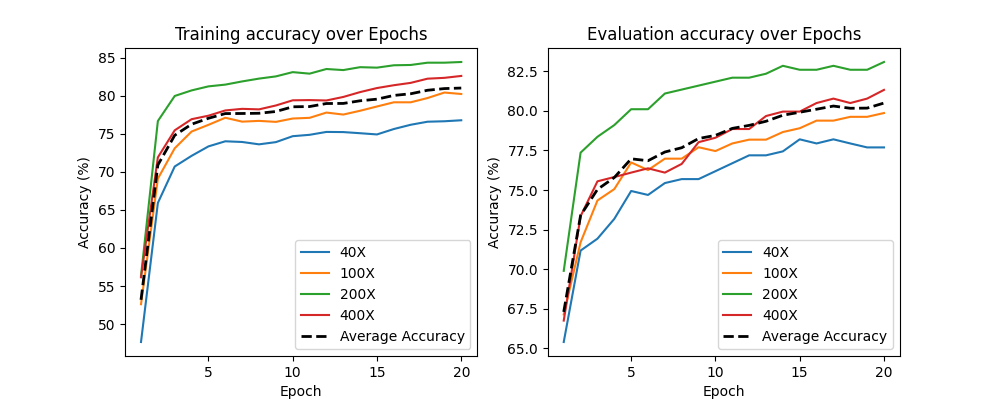 Training accuracy over Epochs
Accuracy (%)
85
80
75
70
65
60
55
50
5
10
15
20
Epoch
40X
100X
200X
400X
Average Accuracy
Evaluation accuracy over Epochs
Accuracy (%)
82.5
80.0
77.5
75.0
72.5
70.0
67.5
65.0
5
10
15
20
Epoch
40X
100X
200X
400X
Average Accuracy